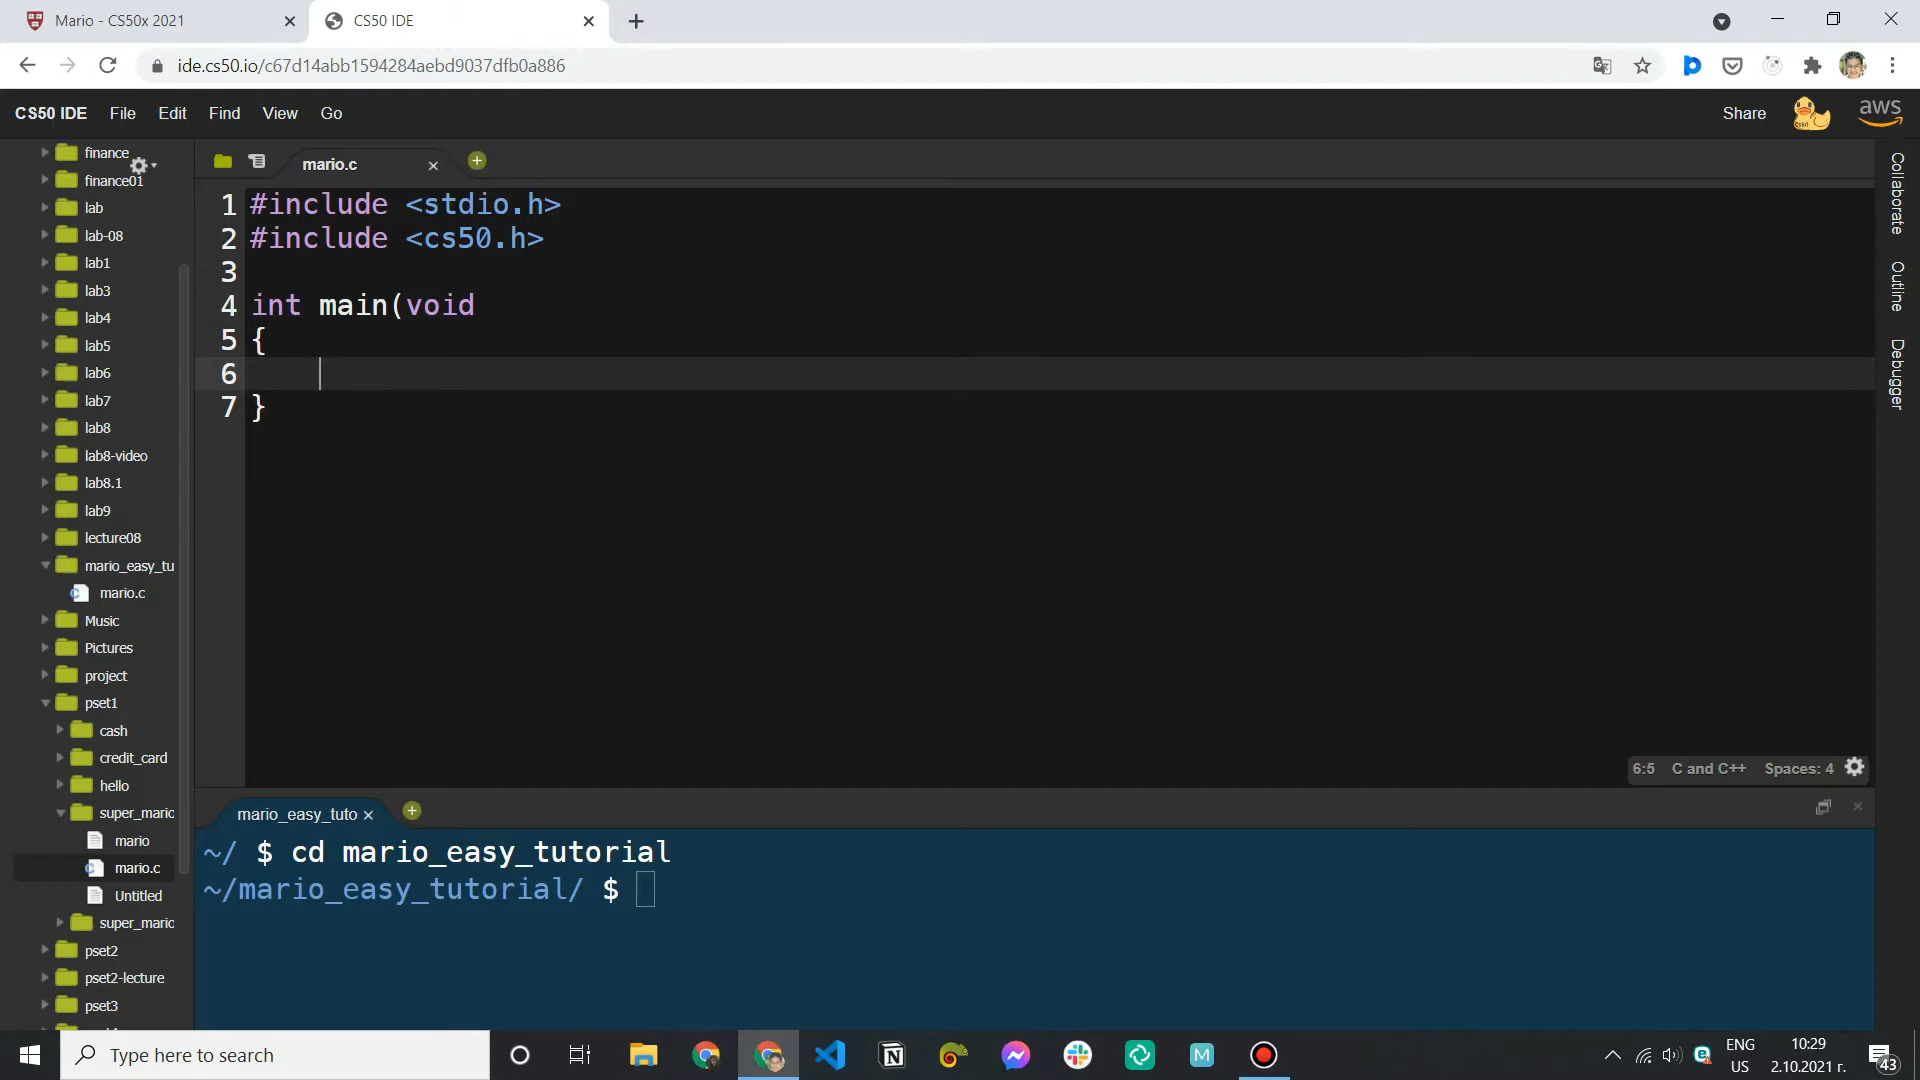 Mario - CS50x 2021
CS50 IDE
ide.cs50.io/c67d14abb1594284aebd9037dfb0a886
CS50 IDE File Edit Find View Go Share aws
finance
finance01
lab
lab-08
lab1
lab3
lab4
lab5
lab6
lab7
lab8
lab8-video
lab8.1
lab9
lecture08
mario_easy_tu
mario.c
Music
Pictures
project
pset1
cash
credit_card
hello
super_mario
mario
mario.c
Untitled
super_mario
pset2
pset2-lecture
pset3
mario.c
1 #include <stdio.h>
2 #include <cs50.h>
3
4 int main(void
5 {
6
7 }
6:5 C and C++ Spaces: 4
Collaborate
Outline
Debugger
mario_easy_tuto
~/ $ cd mario_easy_tutorial
~/mario_easy_tutorial/ $
Type here to search
ENG
US
10:29
2.10.2021 г.
43